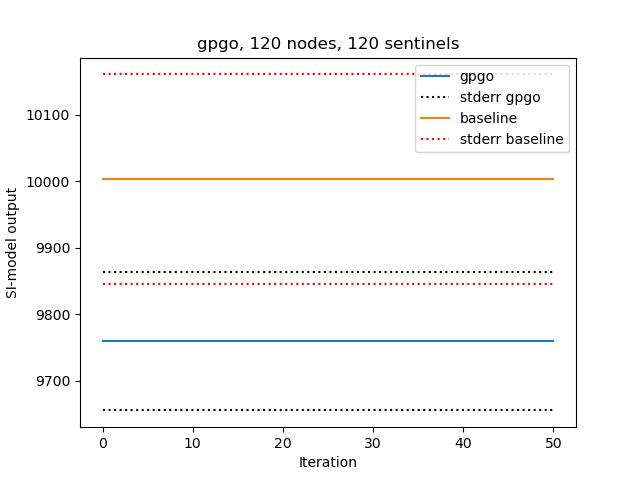 gpgo, 120 nodes, 120 sentinels
gpgo
stderr gpgo
baseline
stderr baseline
SI-model output
10100
10000
9900
9800
9700
0 10 20 30 40 50
Iteration